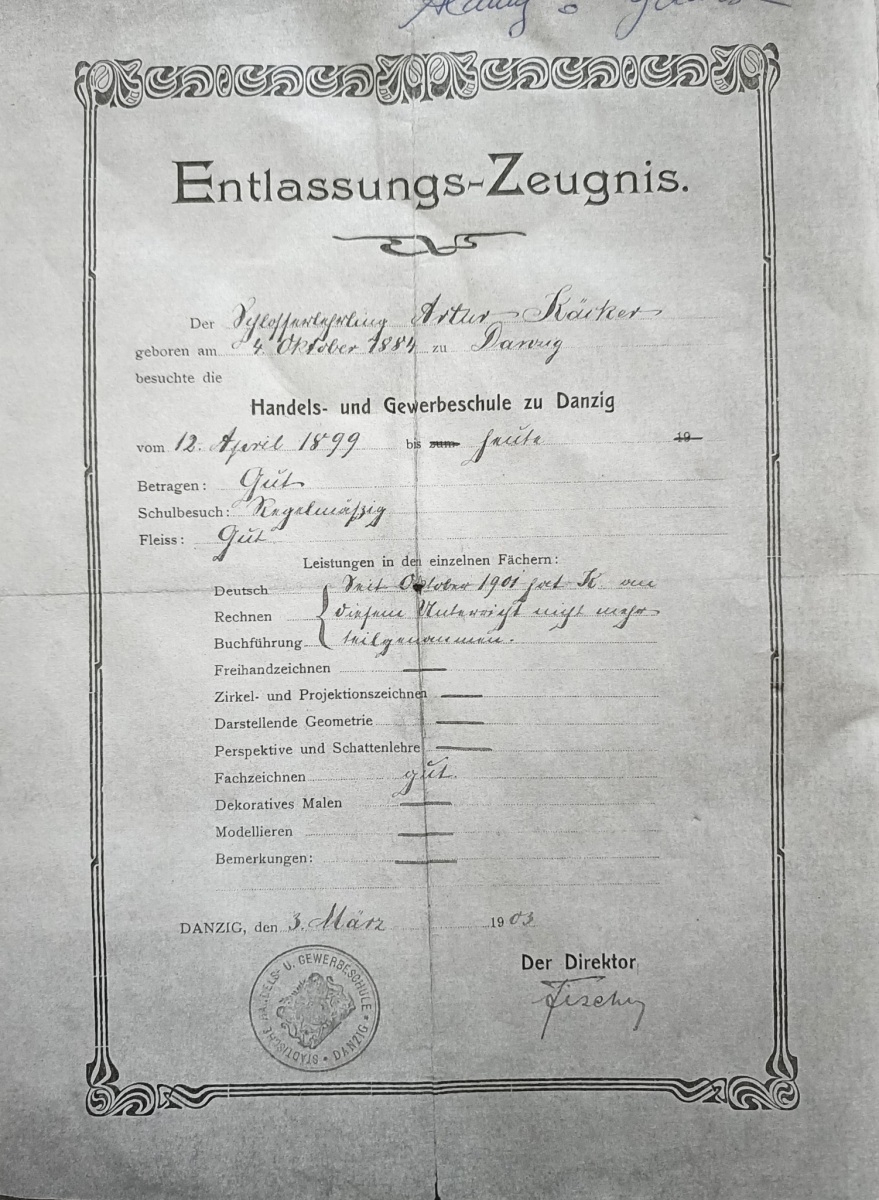 Entlassungs-Zeugnis.
Der Schlosserlehrling Artur Käcker
geboren am 4. Oktober 1884 zu Danzig
besuchte die
Handels- und Gewerbeschule zu Danzig
vom 12. April 1899 bis zum heute 19
Betragen: Gut
Schulbesuch: Regelmäßig
Fleiss: Gut
Leistungen in den einzelnen Fächern:
Deutsch Seit October 1901 hat K. an
Rechnen diesem Unterricht nicht mehr
Buchführung teilgenommen.
Freihandzeichnen —
Zirkel- und Projektionszeichnen —
Darstellende Geometrie —
Perspektive und Schattenlehre —
Fachzeichnen gut.
Dekoratives Malen —
Modellieren —
Bemerkungen: —
DANZIG, den 3. März 1903
Der Direktor
STÄDTISCHE HANDELS- U. GEWERBESCHULE • DANZIG •